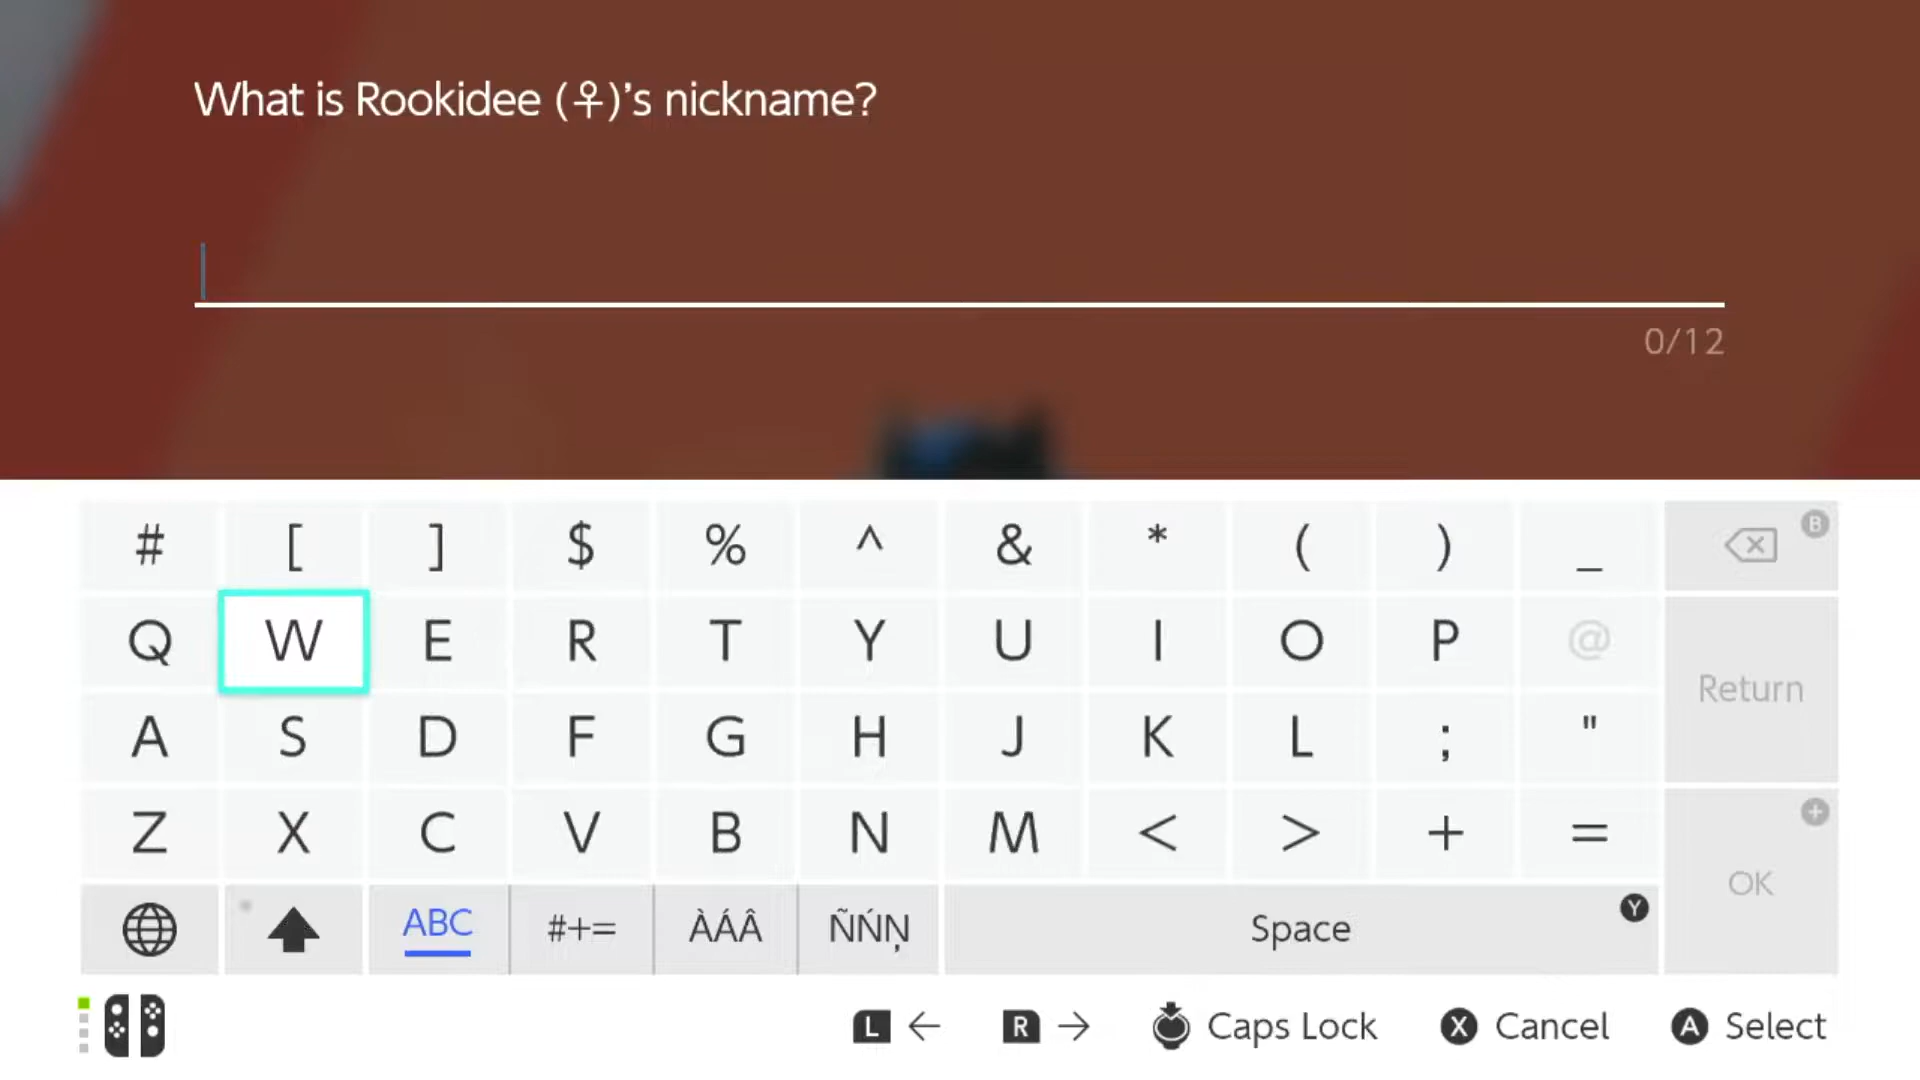 What is Rookidee (♀)'s nickname?
0/12
# [ ] $ % ^ & * ( ) _ B
Q W E R T Y U I O P @
A S D F G H J K L ; " Return
Z X C V B N M < > + = +
ABC #+= ÀÁÂ ÑŃŅ Space Y OK
L ← R → Caps Lock X Cancel A Select